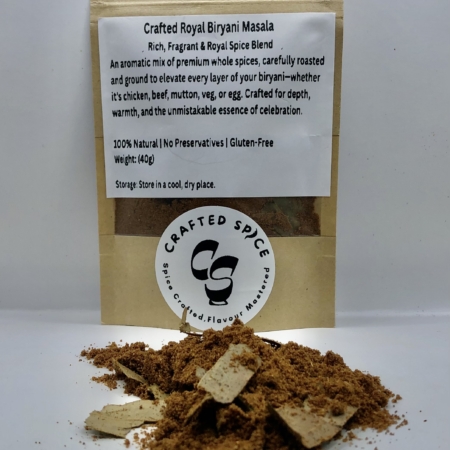 Crafted Royal Biryani Masala
Rich, Fragrant & Royal Spice Blend
An aromatic mix of premium whole spices, carefully roasted
and ground to elevate every layer of your biryani—whether
it's chicken, beef, mutton, veg, or egg. Crafted for depth,
warmth, and the unmistakable essence of celebration.
100% Natural | No Preservatives | Gluten-Free
Weight: (40g)
Storage: Store in a cool, dry place.
CRAFTED SPICE
CS
Spice Crafted. Flavour Mastered